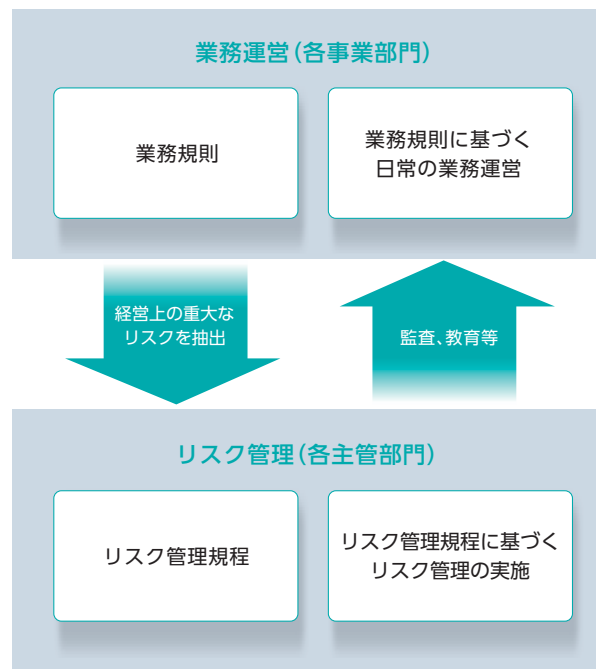 業務運営(各事業部門)
業務規則
業務規則に基づく
日常の業務運営
経営上の重大な
リスクを抽出
監査、教育等
リスク管理(各主管部門)
リスク管理規程
リスク管理規程に基づく
リスク管理の実施